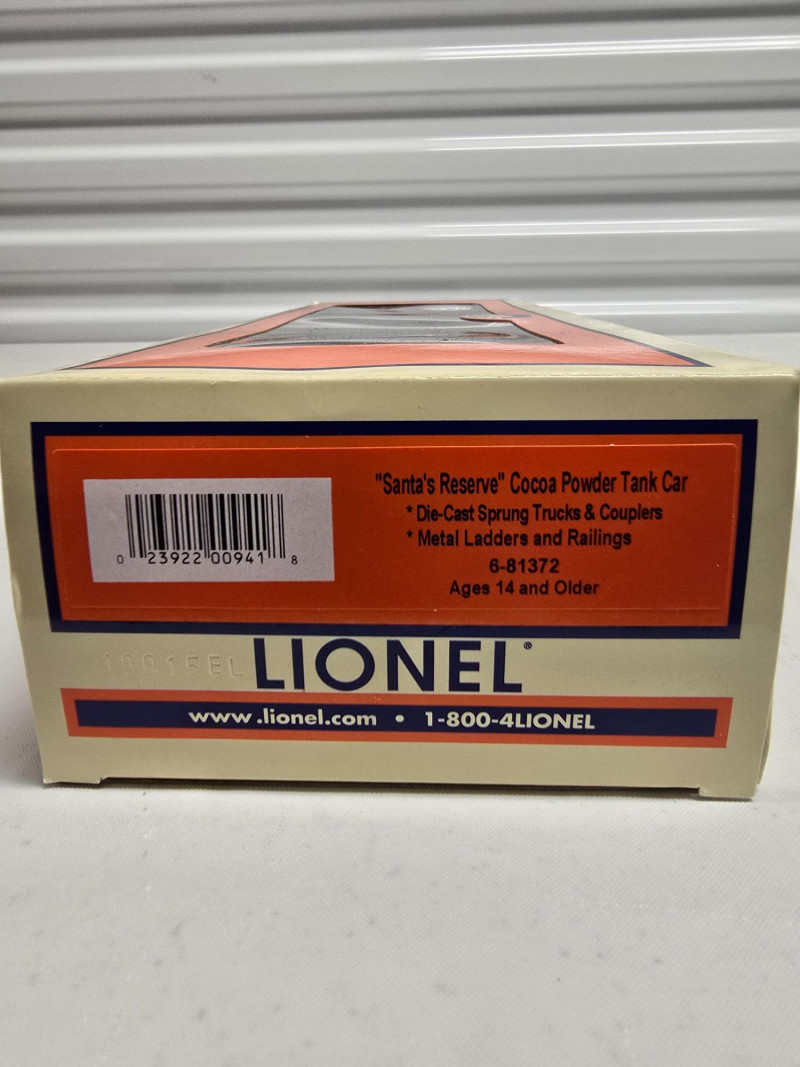 "Santa's Reserve" Cocoa Powder Tank Car
* Die-Cast Sprung Trucks & Couplers
* Metal Ladders and Railings
6-81372
Ages 14 and Older
0 23922 00941 8
LIONEL®
www.lionel.com • 1-800-4LIONEL